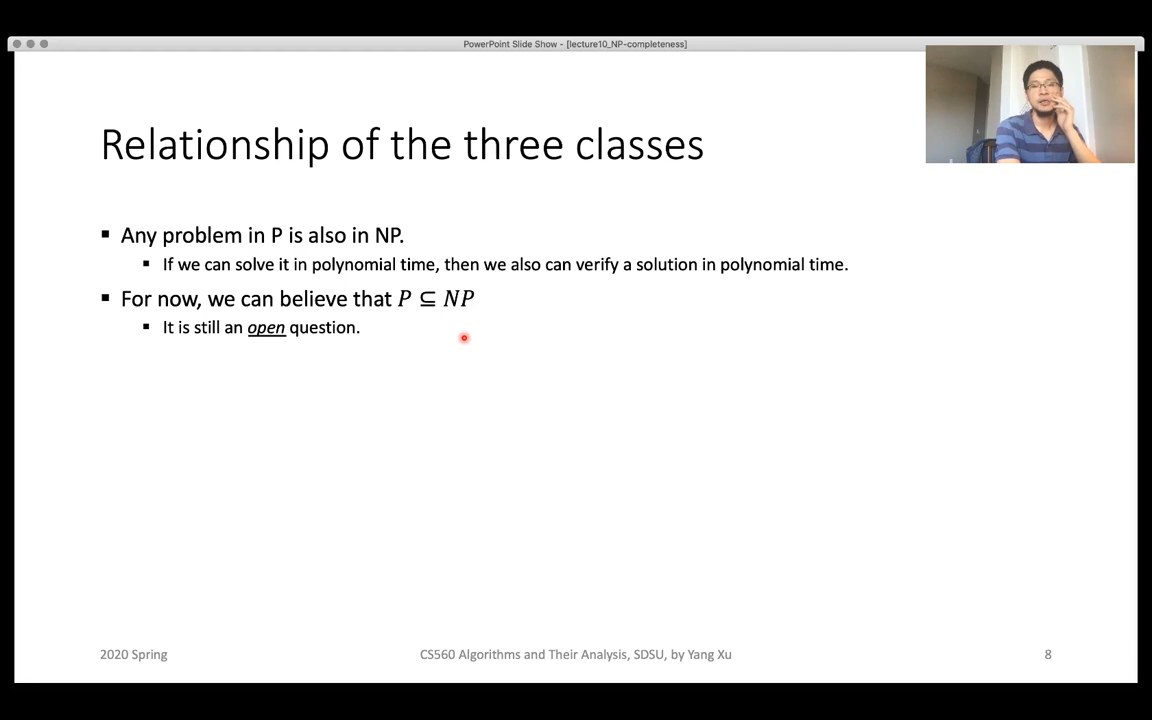 PowerPoint Slide Show - [lecture10_NP-completeness]
Relationship of the three classes
▪ Any problem in P is also in NP.
▪ If we can solve it in polynomial time, then we also can verify a solution in polynomial time.
▪ For now, we can believe that P ⊆ NP
▪ It is still an open question.
2020 Spring
CS560 Algorithms and Their Analysis, SDSU, by Yang Xu
8